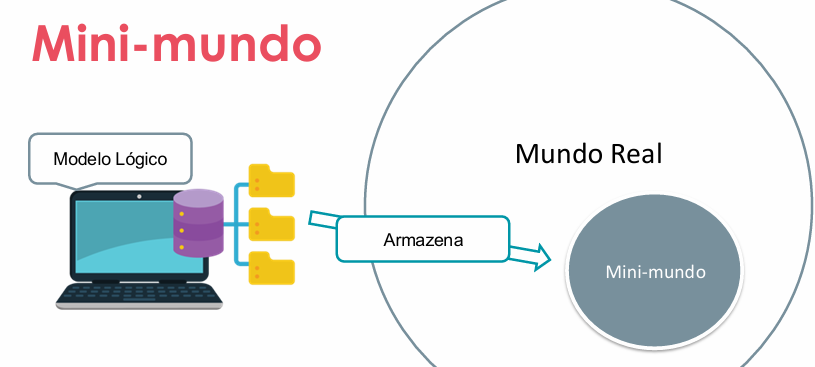 Mini-mundo
Modelo Lógico
Mundo Real
Armazena
Mini-mundo